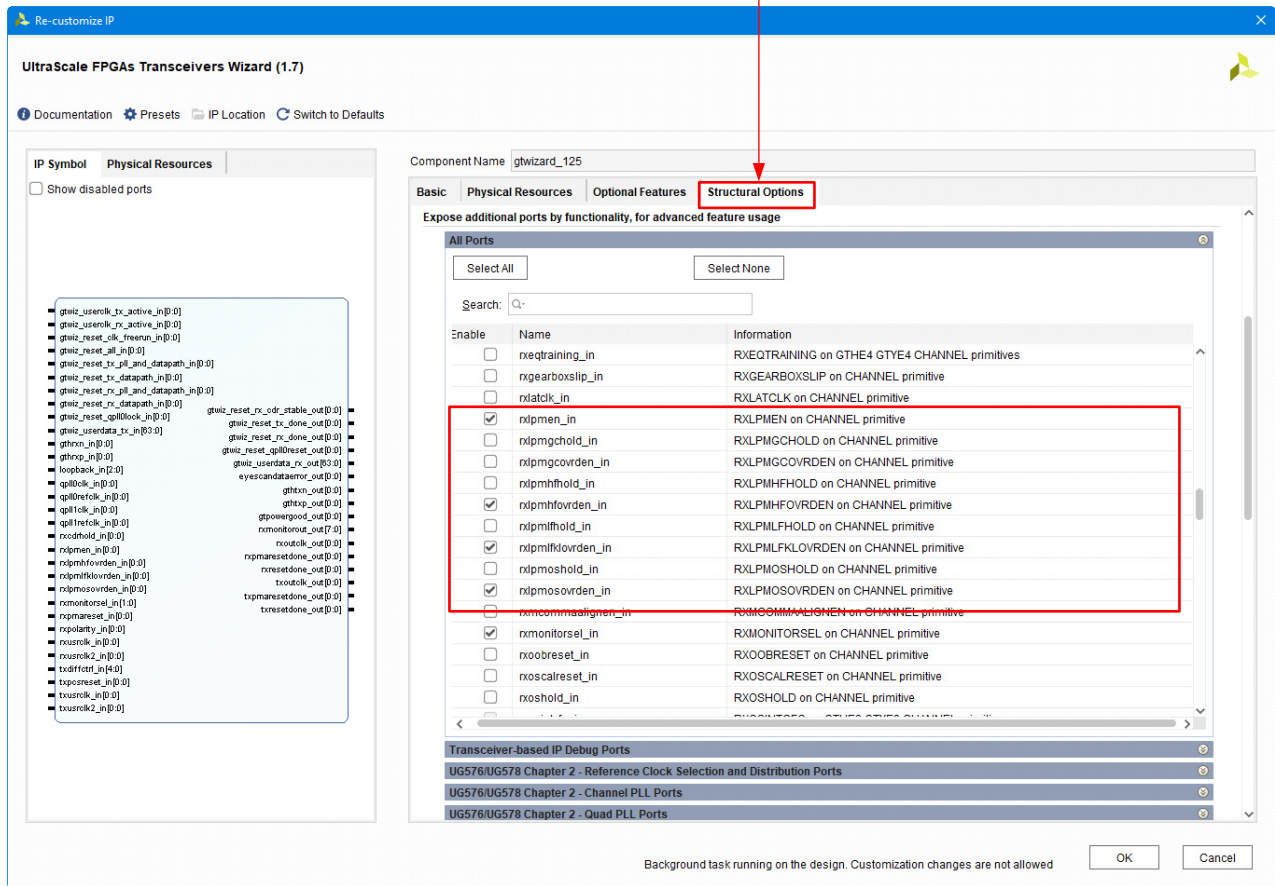 Re-customize IP
UltraScale FPGAs Transceivers Wizard (1.7)
Documentation Presets IP Location Switch to Defaults
IP Symbol Physical Resources
Show disabled ports
gtwiz_userclk_tx_active_in[0:0]
gtwiz_userclk_rx_active_in[0:0]
gtwiz_reset_clk_freerun_in[0:0]
gtwiz_reset_all_in[0:0]
gtwiz_reset_tx_pll_and_datapath_in[0:0]
gtwiz_reset_tx_datapath_in[0:0]
gtwiz_reset_rx_pll_and_datapath_in[0:0]
gtwiz_reset_rx_datapath_in[0:0]
gtwiz_reset_qpll0lock_in[0:0]
gtwiz_userdata_tx_in[63:0]
gthrxn_in[0:0]
gthrxp_in[0:0]
loopback_in[2:0]
qpll0clk_in[0:0]
qpll0refclk_in[0:0]
qpll1clk_in[0:0]
qpll1refclk_in[0:0]
rxcdrhold_in[0:0]
rxlpmen_in[0:0]
rxlpmhfovrden_in[0:0]
rxlpmlfklovrden_in[0:0]
rxlpmosovrden_in[0:0]
rxmonitorsel_in[1:0]
rxpmareset_in[0:0]
rxpolarity_in[0:0]
rxusrclk_in[0:0]
rxusrclk2_in[0:0]
txdiffctrl_in[4:0]
txpcsreset_in[0:0]
txusrclk_in[0:0]
txusrclk2_in[0:0]
gtwiz_reset_rx_cdr_stable_out[0:0]
gtwiz_reset_tx_done_out[0:0]
gtwiz_reset_rx_done_out[0:0]
gtwiz_reset_qpll0reset_out[0:0]
gtwiz_userdata_rx_out[63:0]
eyescandataerror_out[0:0]
gthtxn_out[0:0]
gthtxp_out[0:0]
gtpowergood_out[0:0]
rxmonitorout_out[7:0]
rxoutclk_out[0:0]
rxpmaresetdone_out[0:0]
rxresetdone_out[0:0]
txoutclk_out[0:0]
txpmaresetdone_out[0:0]
txresetdone_out[0:0]
Component Name gtwizard_125
Basic Physical Resources Optional Features Structural Options
Expose additional ports by functionality, for advanced feature usage
All Ports
Select All Select None
Search:
Enable Name Information
rxeqtraining_in RXEQTRAINING on GTHE4 GTYE4 CHANNEL primitives
rxgearboxslip_in RXGEARBOXSLIP on CHANNEL primitive
rxlatclk_in RXLATCLK on CHANNEL primitive
rxlpmen_in RXLPMEN on CHANNEL primitive
rxlpmgchold_in RXLPMGCHOLD on CHANNEL primitive
rxlpmgcovrden_in RXLPMGCOVRDEN on CHANNEL primitive
rxlpmhfhold_in RXLPMHFHOLD on CHANNEL primitive
rxlpmhfovrden_in RXLPMHFOVRDEN on CHANNEL primitive
rxlpmlfhold_in RXLPMLFHOLD on CHANNEL primitive
rxlpmlfklovrden_in RXLPMLFKLOVRDEN on CHANNEL primitive
rxlpmoshold_in RXLPMOSHOLD on CHANNEL primitive
rxlpmosovrden_in RXLPMOSOVRDEN on CHANNEL primitive
rxmcommaalignen_in RXMCOMMAALIGNEN on CHANNEL primitive
rxmonitorsel_in RXMONITORSEL on CHANNEL primitive
rxoobreset_in RXOOBRESET on CHANNEL primitive
rxoscalreset_in RXOSCALRESET on CHANNEL primitive
rxoshold_in RXOSHOLD on CHANNEL primitive
Transceiver-based IP Debug Ports
UG576/UG578 Chapter 2 - Reference Clock Selection and Distribution Ports
UG576/UG578 Chapter 2 - Channel PLL Ports
UG576/UG578 Chapter 2 - Quad PLL Ports
Background task running on the design. Customization changes are not allowed
OK Cancel